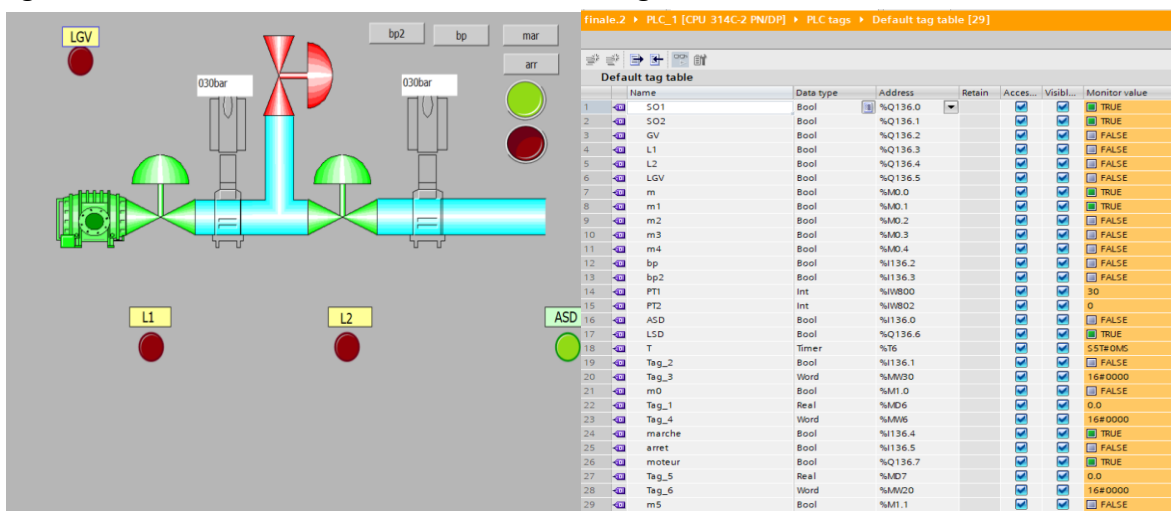 LGV
bp2
bp
mar
arr
030bar
030bar
L1
L2
ASD
finale.2 ▸ PLC_1 [CPU 314C-2 PN/DP] ▸ PLC tags ▸ Default tag table [29]
Default tag table
Name Data type Address Retain Acces... Visibl... Monitor value
1 SO1 Bool %Q136.0 TRUE
2 SO2 Bool %Q136.1 TRUE
3 GV Bool %Q136.2 FALSE
4 L1 Bool %Q136.3 FALSE
5 L2 Bool %Q136.4 FALSE
6 LGV Bool %Q136.5 FALSE
7 m Bool %M0.0 TRUE
8 m1 Bool %M0.1 TRUE
9 m2 Bool %M0.2 FALSE
10 m3 Bool %M0.3 FALSE
11 m4 Bool %M0.4 FALSE
12 bp Bool %I136.2 FALSE
13 bp2 Bool %I136.3 FALSE
14 PT1 Int %IW800 30
15 PT2 Int %IW802 0
16 ASD Bool %I136.0 FALSE
17 LSD Bool %Q136.6 TRUE
18 T Timer %T6 S5T#0MS
19 Tag_2 Bool %I136.1 FALSE
20 Tag_3 Word %MW30 16#0000
21 m0 Bool %M1.0 FALSE
22 Tag_1 Real %MD6 0.0
23 Tag_4 Word %MW6 16#0000
24 marche Bool %I136.4 TRUE
25 arret Bool %I136.5 FALSE
26 moteur Bool %Q136.7 TRUE
27 Tag_5 Real %MD7 0.0
28 Tag_6 Word %MW20 16#0000
29 m5 Bool %M1.1 FALSE